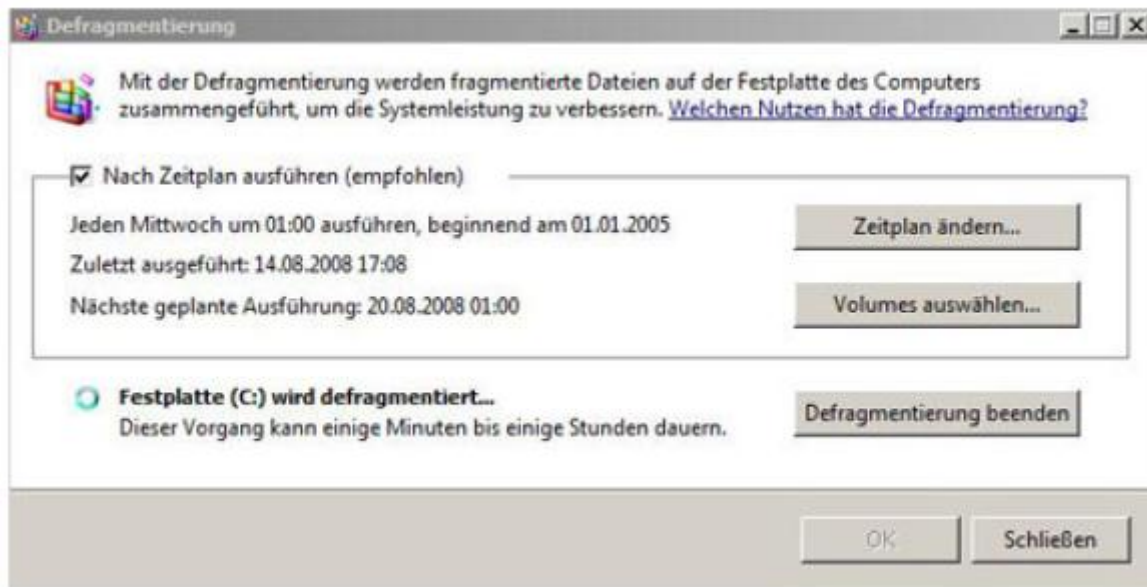 Defragmentierung
Mit der Defragmentierung werden fragmentierte Dateien auf der Festplatte des Computers
zusammengeführt, um die Systemleistung zu verbessern. Welchen Nutzen hat die Defragmentierung?
Nach Zeitplan ausführen (empfohlen)
Jeden Mittwoch um 01:00 ausführen, beginnend am 01.01.2005
Zeitplan ändern...
Zuletzt ausgeführt: 14.08.2008 17:08
Nächste geplante Ausführung: 20.08.2008 01:00
Volumes auswählen...
Festplatte (C:) wird defragmentiert...
Dieser Vorgang kann einige Minuten bis einige Stunden dauern.
Defragmentierung beenden
OK
Schließen